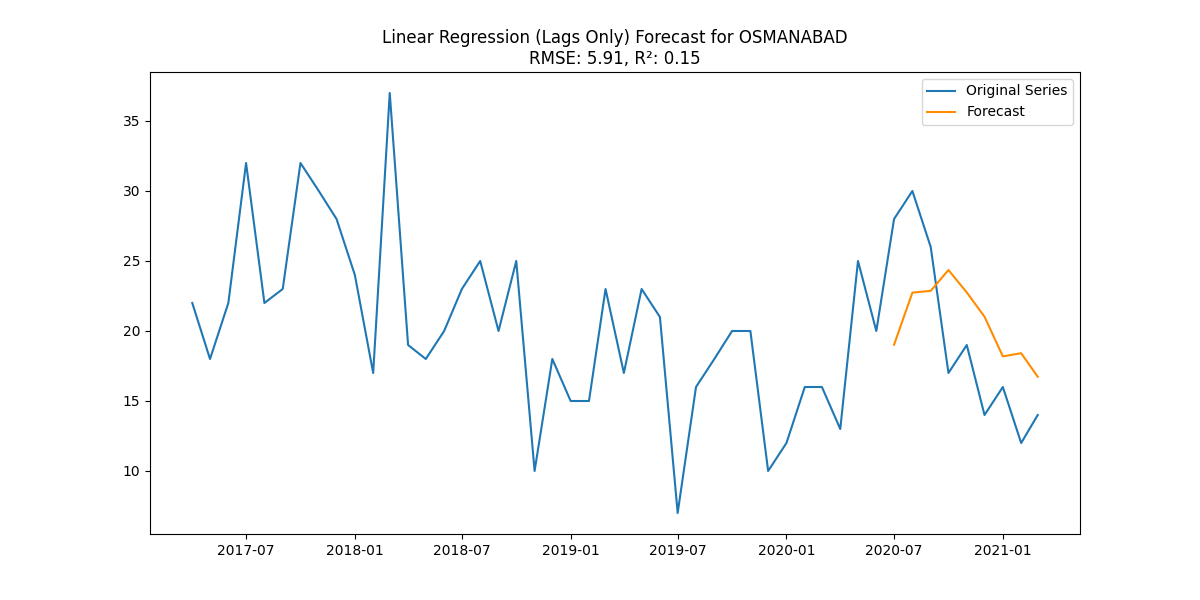 Linear Regression (Lags Only) Forecast for OSMANABAD
RMSE: 5.91, R²: 0.15
Original Series
Forecast
35
30
25
20
15
10
2017-07 2018-01 2018-07 2019-01 2019-07 2020-01 2020-07 2021-01